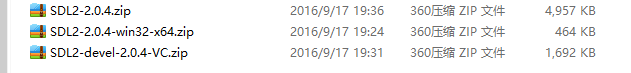 SDL2-2.0.4.zip 2016/9/17 19:36 360压缩 ZIP 文件 4,957 KB
SDL2-2.0.4-win32-x64.zip 2016/9/17 19:24 360压缩 ZIP 文件 464 KB
SDL2-devel-2.0.4-VC.zip 2016/9/17 19:31 360压缩 ZIP 文件 1,692 KB